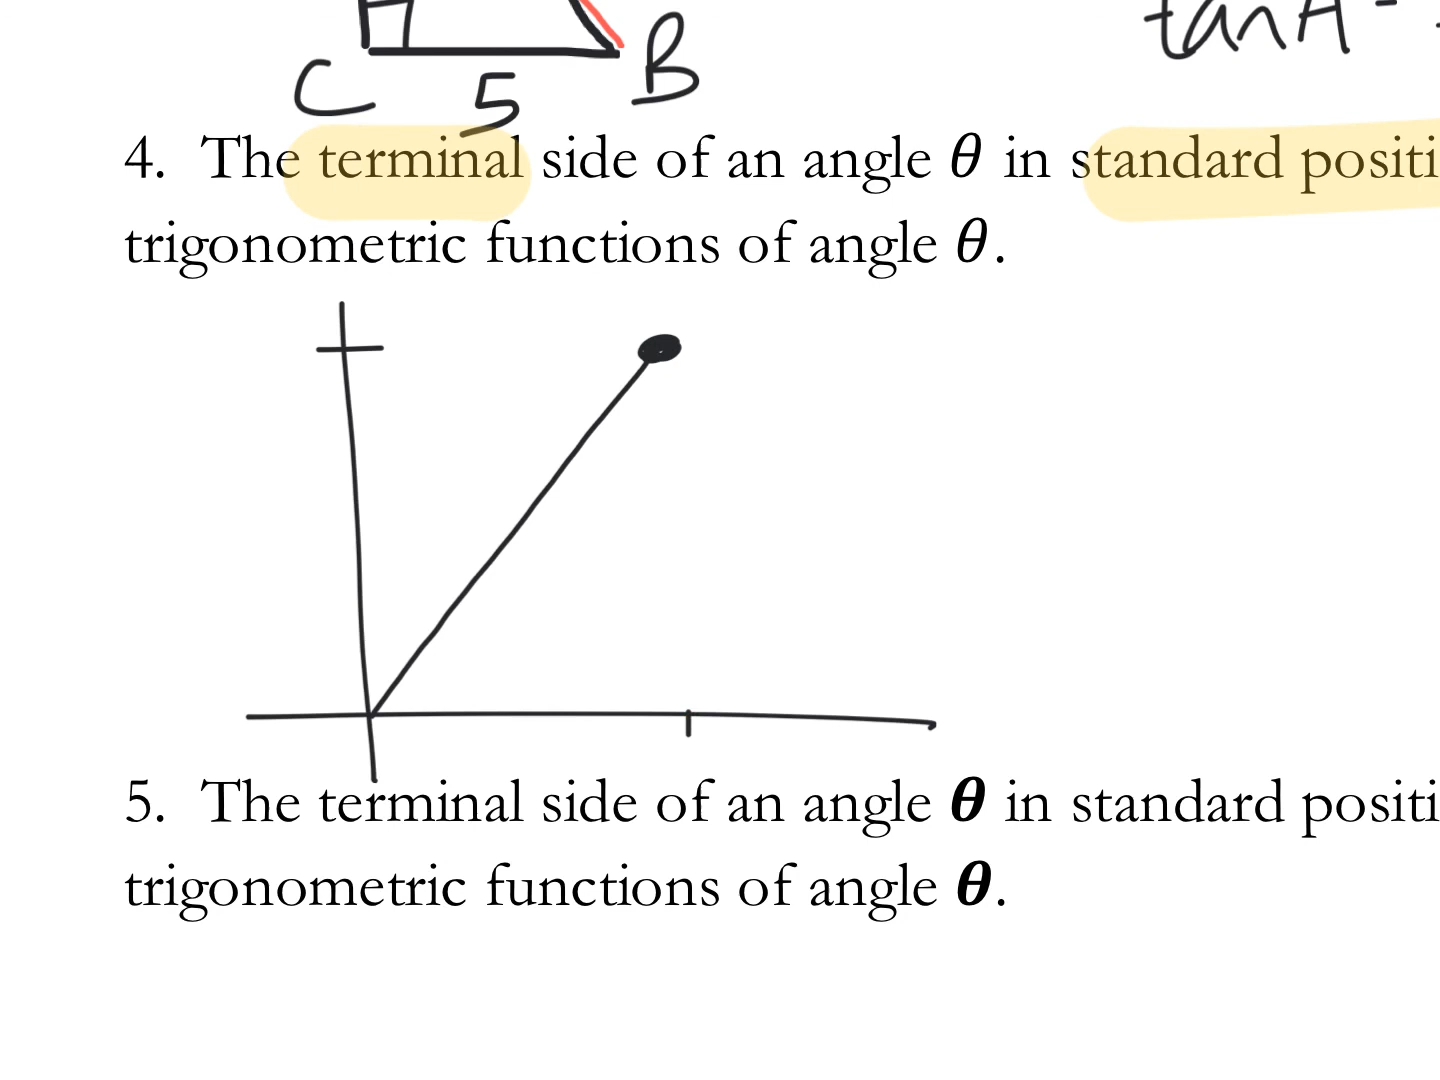 tan A =
C 5 B
4. The terminal side of an angle θ in standard positi
trigonometric functions of angle θ.
5. The terminal side of an angle θ in standard positi
trigonometric functions of angle θ.